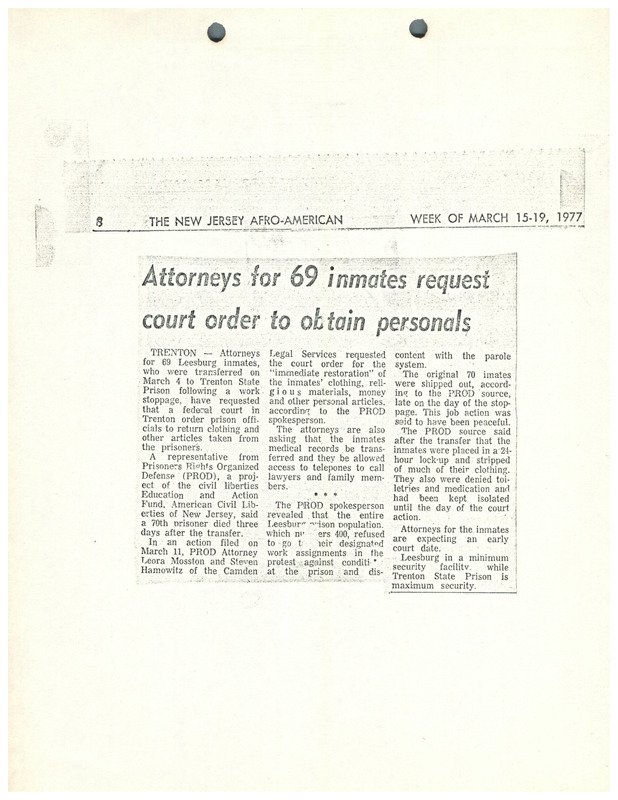 8 THE NEW JERSEY AFRO-AMERICAN WEEK OF MARCH 15-19, 1977
Attorneys for 69 inmates request
court order to obtain personals
TRENTON — Attorneys
for 69 Leesburg inmates,
who were transferred on
March 4 to Trenton State
Prison following a work
stoppage, have requested
that a federal court in
Trenton order prison offi-
cials to return clothing and
other articles taken from
the prisoners.
A representative from
Prisoners Rights Organized
Defense (PROD), a proj-
ect of the civil liberties
Education and Action
Fund, American Civil Lib-
erties of New Jersey, said
a 70th prisoner died three
days after the transfer.
In an action filed on
March 11, PROD Attorney
Leora Mosston and Steven
Hamowitz of the Camden
Legal Services requested
the court order for the
"immediate restoration" of
the inmates' clothing, reli-
gious materials, money
and other personal articles,
according to the PROD
spokesperson.
The attorneys are also
asking that the inmates
medical records be trans-
ferred and they be allowed
access to telepones to call
lawyers and family mem-
bers.
* * *
The PROD spokesperson
revealed that the entire
Leesburg prison population,
which ers 400, refused
to go eir designated
work assignments in the
protest against conditi
at the prison and dis-
content with the parole
system.
The original 70 imates
were shipped out, accord-
ing to the PROD source,
late on the day of the stop-
page. This job action was
said to have been peaceful.
The PROD source said
after the transfer that the
inmates were placed in a 24-
hour lock-up and stripped
of much of their clothing.
They also were denied toi-
letries and medication and
had been kept isolated
until the day of the court
action.
Attorneys for the inmates
are expecting an early
court date.
Leesburg in a minimum
security facility, while
Trenton State Prison is
maximum security.